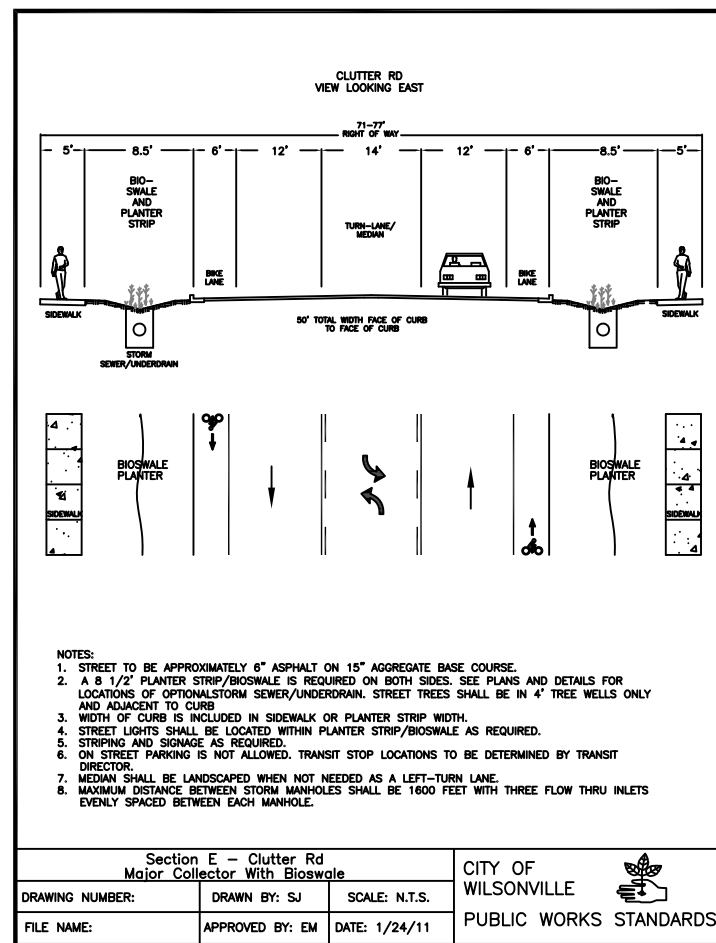 CLUTTER RD
VIEW LOOKING EAST
71-77'
RIGHT OF WAY
5' 8.5' 6' 12' 14' 12' 6' 8.5' 5'
BIO-
SWALE
AND
PLANTER
STRIP
BIO-
SWALE
AND
PLANTER
STRIP
TURN-LANE/
MEDIAN
BIKE
LANE
BIKE
LANE
SIDEWALK
50' TOTAL WIDTH FACE OF CURB
TO FACE OF CURB
SIDEWALK
STORM
SEWER/UNDERDRAIN
BIOSWALE
PLANTER
BIOSWALE
PLANTER
SIDEWALK
SIDEWALK
NOTES:
1. STREET TO BE APPROXIMATELY 6" ASPHALT ON 15" AGGREGATE BASE COURSE.
2. A 8 1/2' PLANTER STRIP/BIOSWALE IS REQUIRED ON BOTH SIDES. SEE PLANS AND DETAILS FOR
LOCATIONS OF OPTIONALSTORM SEWER/UNDERDRAIN. STREET TREES SHALL BE IN 4' TREE WELLS ONLY
AND ADJACENT TO CURB
3. WIDTH OF CURB IS INCLUDED IN SIDEWALK OR PLANTER STRIP WIDTH.
4. STREET LIGHTS SHALL BE LOCATED WITHIN PLANTER STRIP/BIOSWALE AS REQUIRED.
5. STRIPING AND SIGNAGE AS REQUIRED.
6. ON STREET PARKING IS NOT ALLOWED. TRANSIT STOP LOCATIONS TO BE DETERMINED BY TRANSIT
DIRECTOR.
7. MEDIAN SHALL BE LANDSCAPED WHEN NOT NEEDED AS A LEFT-TURN LANE.
8. MAXIMUM DISTANCE BETWEEN STORM MANHOLES SHALL BE 1600 FEET WITH THREE FLOW THRU INLETS
EVENLY SPACED BETWEEN EACH MANHOLE.
Section E - Clutter Rd
Major Collector With Bioswale
DRAWING NUMBER: DRAWN BY: SJ SCALE: N.T.S.
FILE NAME: APPROVED BY: EM DATE: 1/24/11
CITY OF
WILSONVILLE
PUBLIC WORKS STANDARDS